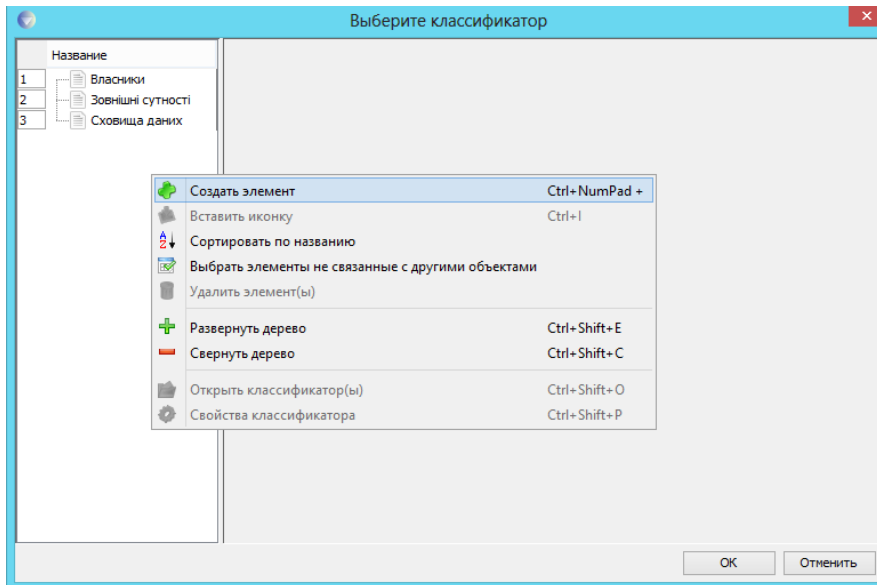 Выберите классификатор
Название
1 Власники
2 Зовнішні сутності
3 Сховища даних
Создать элемент Ctrl+NumPad +
Вставить иконку Ctrl+I
Сортировать по названию
Выбрать элементы не связанные с другими объектами
Удалить элемент(ы)
Развернуть дерево Ctrl+Shift+E
Свернуть дерево Ctrl+Shift+C
Открыть классификатор(ы) Ctrl+Shift+O
Свойства классификатора Ctrl+Shift+P
OK Отменить